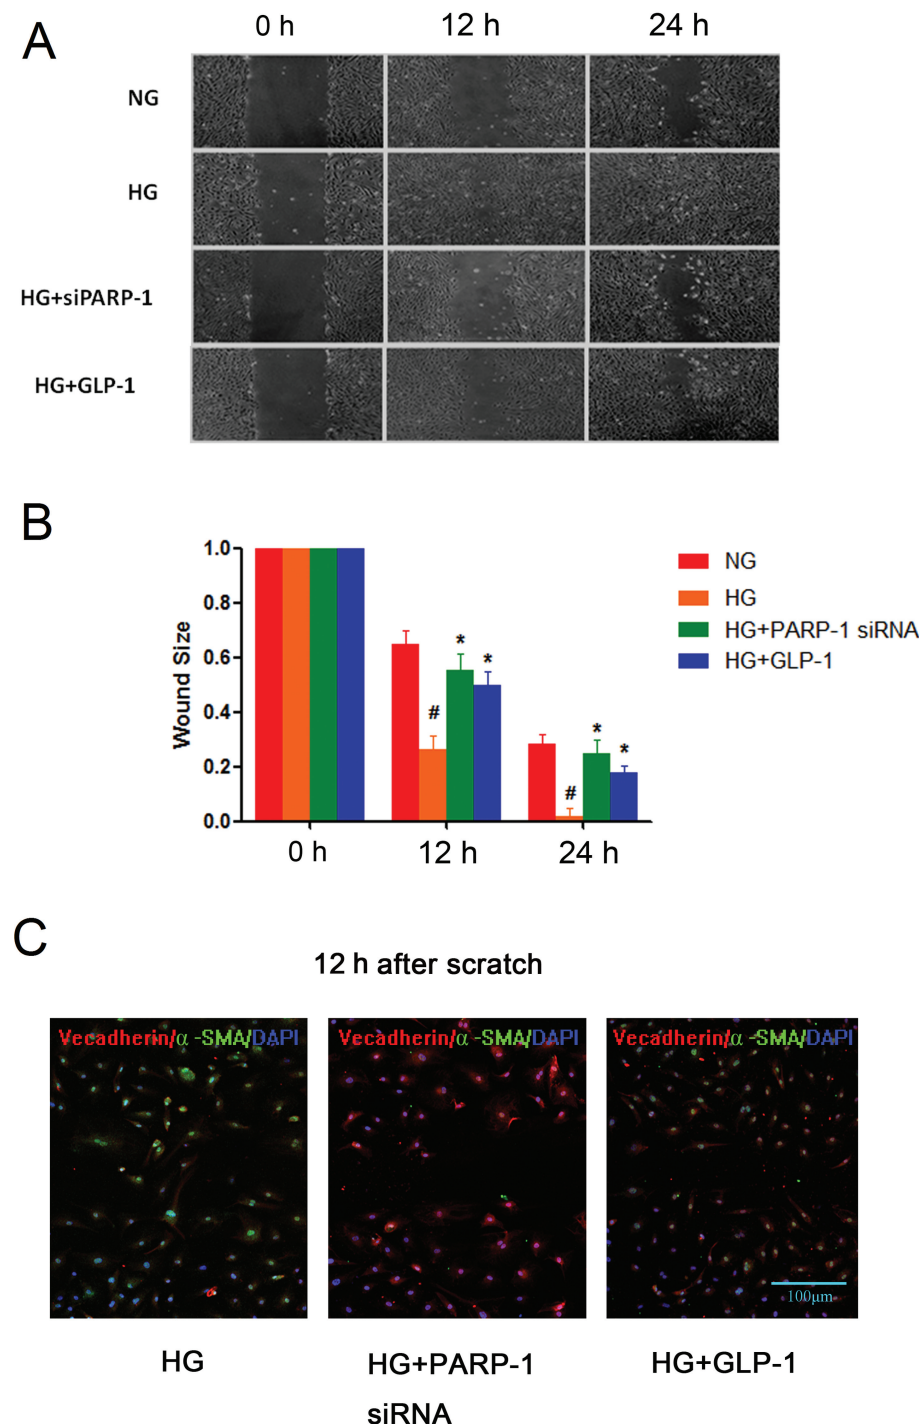 A
0 h 12 h 24 h
NG
HG
HG+siPARP-1
HG+GLP-1
B
Wound Size
1.0
0.8
0.6
0.4
0.2
0.0
#
*
*
#
*
*
0 h 12 h 24 h
NG
HG
HG+PARP-1 siRNA
HG+GLP-1
C
12 h after scratch
Vecadherin/α -SMA/DAPI
Vecadherin/α -SMA/DAPI
Vecadherin/α -SMA/DAPI
100μm
HG
HG+PARP-1
siRNA
HG+GLP-1